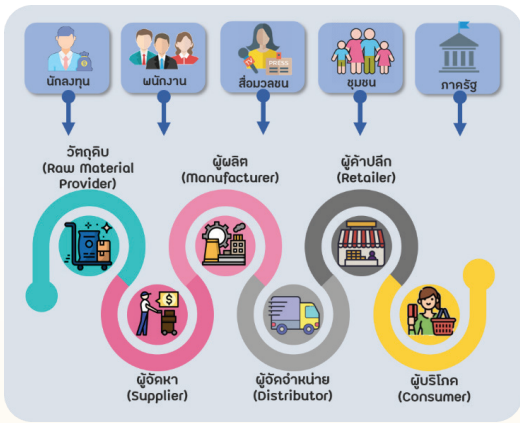 นักลงทุน
พนักงาน
PRESS
สื่อมวลชน
ชุมชน
ภาครัฐ
วัตถุดิบ
(Raw Material
Provider)
ผู้ผลิต
(Manufacturer)
ผู้ค้าปลีก
(Retailer)
$
ผู้จัดหา
(Supplier)
ผู้จัดจำหน่าย
(Distributor)
ผู้บริโภค
(Consumer)